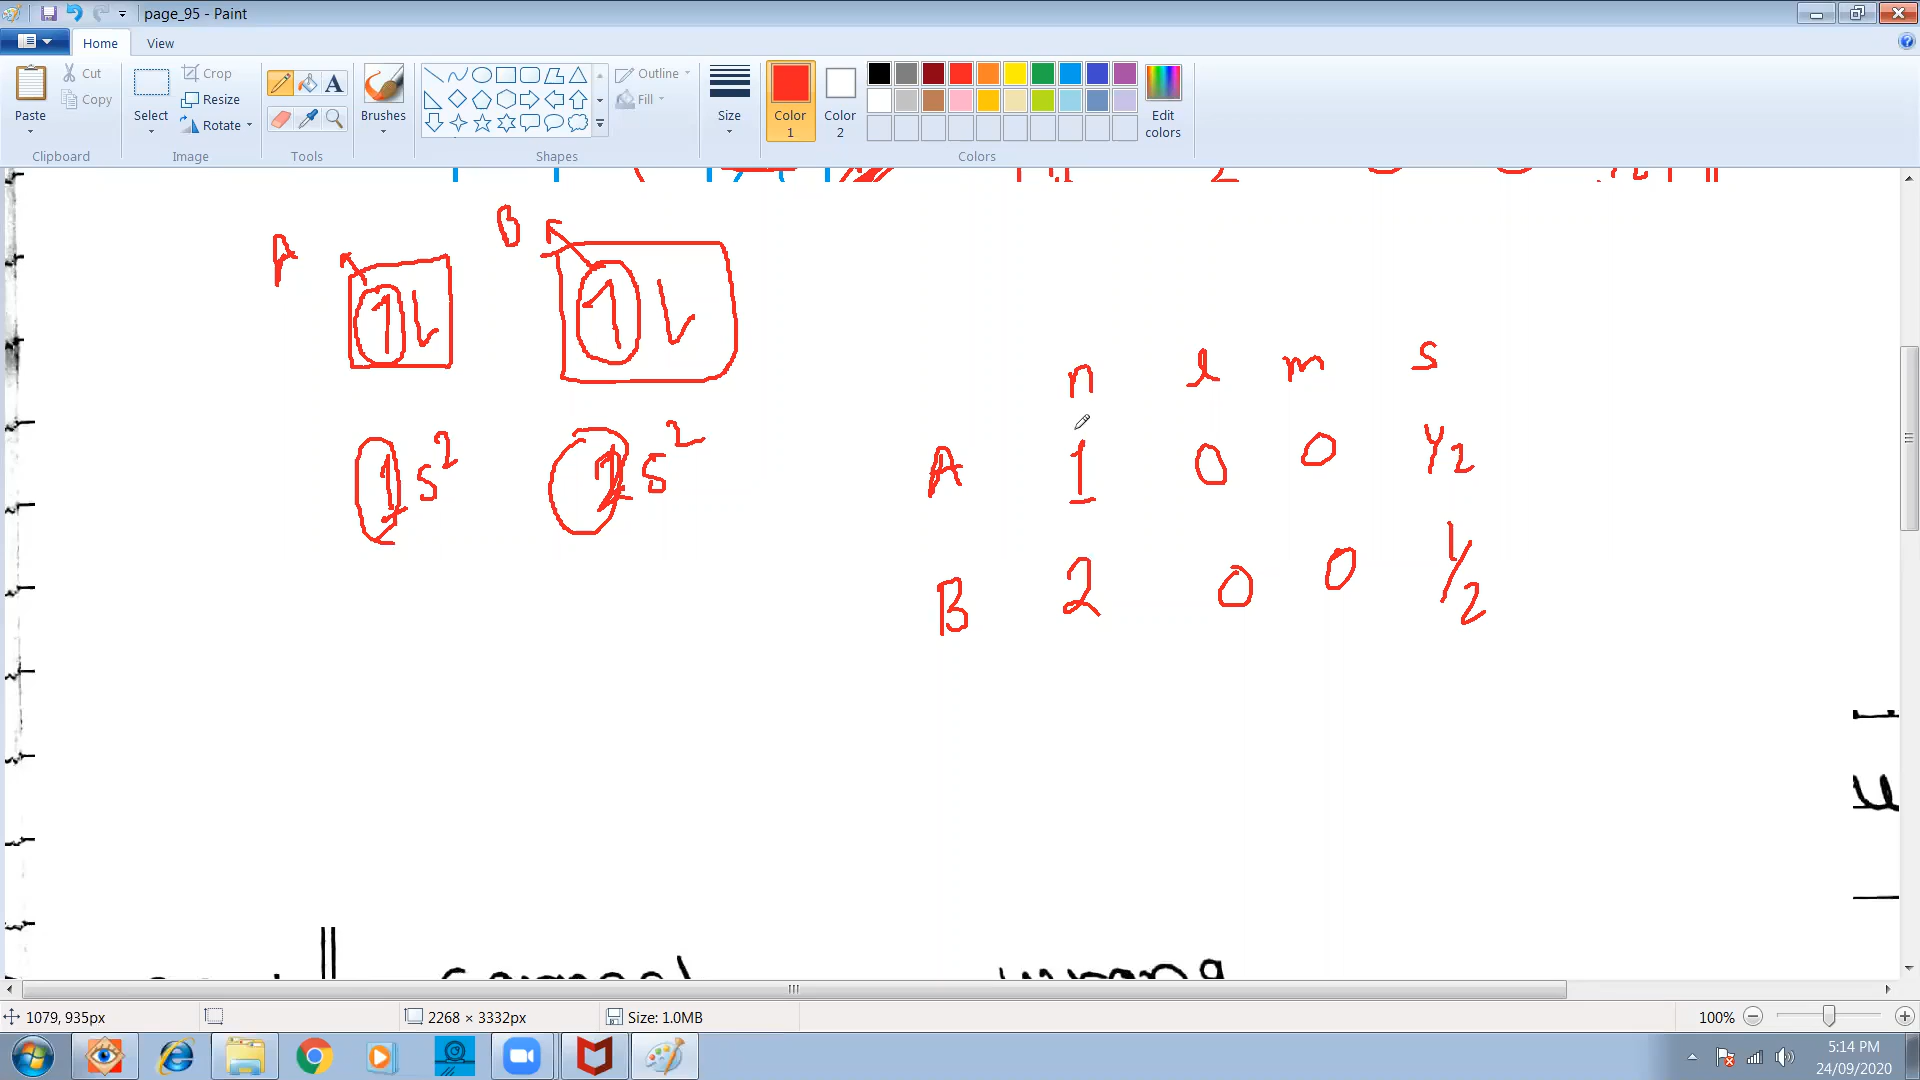 page_95 - Paint
Home View
Paste
Cut
Copy
Clipboard
Select
Crop
Resize
Rotate
Image
A
Tools
Brushes
Outline
Fill
Shapes
Size
Color 1
Color 2
Edit colors
Colors
A B
1s² 2s²
n l m s
A 1 0 0 1/2
B 2 0 0 1/2
1079, 935px
2268 × 3332px
Size: 1.0MB
100%
5:14 PM
24/09/2020